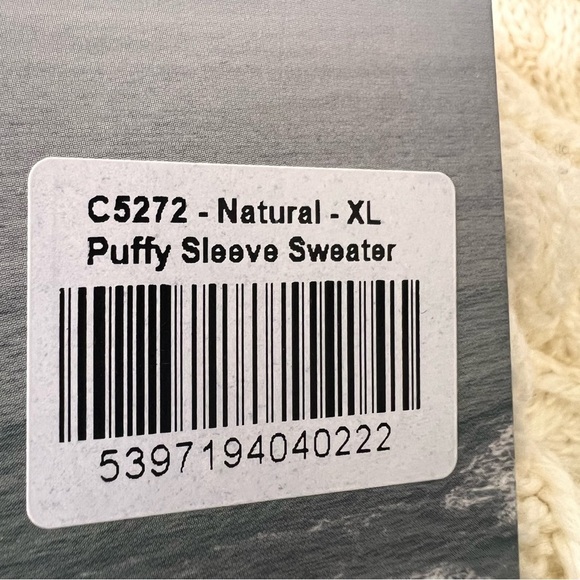 C5272 - Natural - XL
Puffy Sleeve Sweater
5397194040222